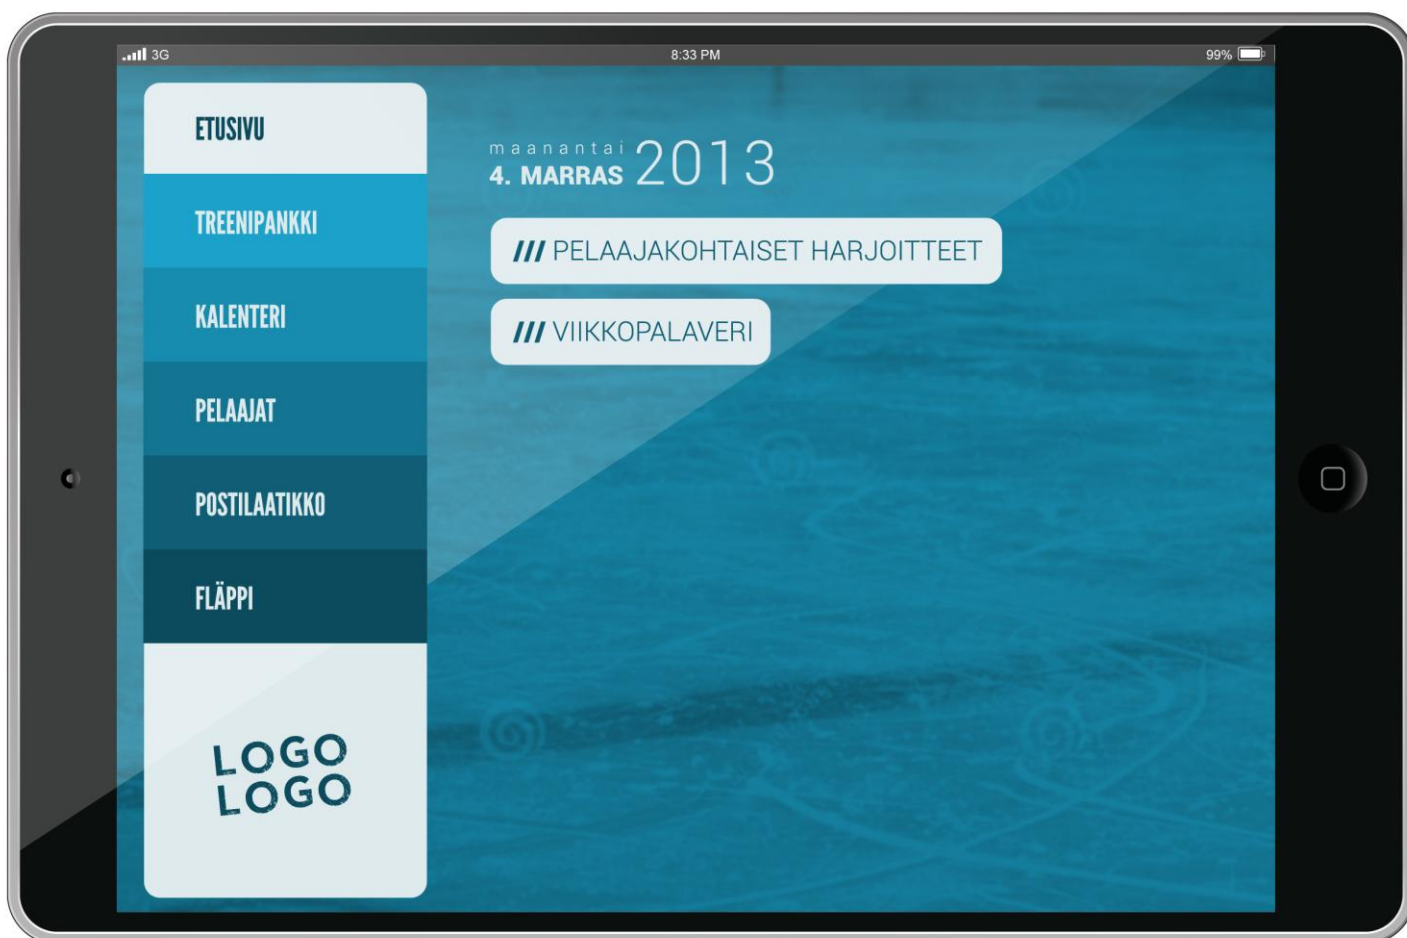 3G
8:33 PM
99%
ETUSIVU
TREENIPANKKI
KALENTERI
PELAAJAT
POSTILAATIKKO
FLÄPPI
LOGO
LOGO
maanantai
4. MARRAS 2013
/// PELAAJAKOHTAISET HARJOITTEET
/// VIIKKOPALAVERI